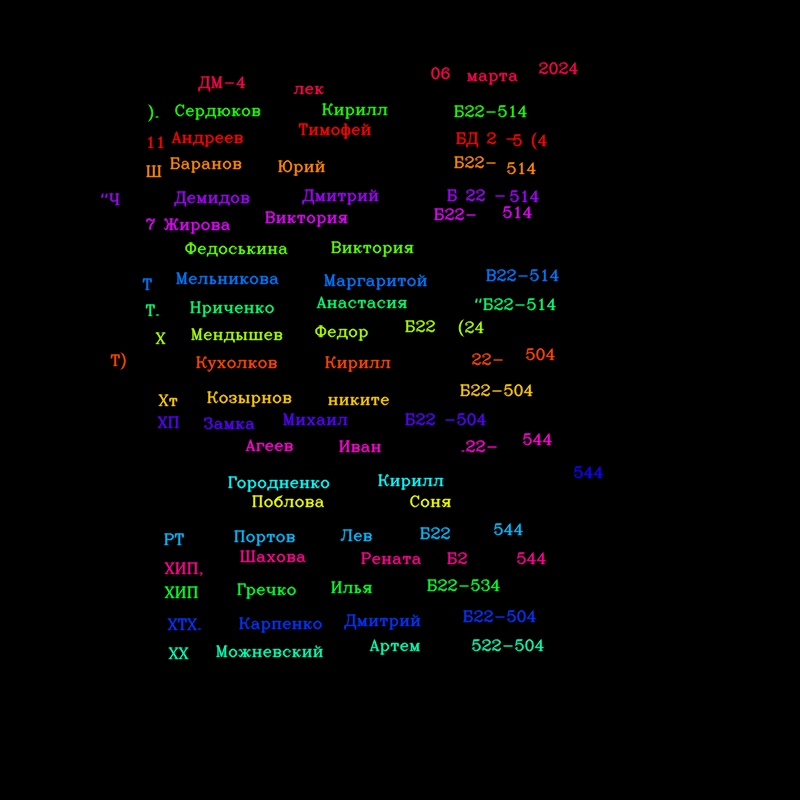 ДМ-4 лек 06 марта 2024
). Сердюков Кирилл Б22-514
11 Андреев Тимофей БД 2 -5 (4
Ш Баранов Юрий Б22- 514
“Ч Демидов Дмитрий Б 22 - 514
7 Жирова Виктория Б22- 514
Федоськина Виктория
Т Мельникова Маргаритой В22-514
Т. Нриченко Анастасия “Б22-514
Х Мендышев Федор Б22 (24
Т) Кухолков Кирилл 22- 504
Хт Козырнов никите Б22-504
ХП Замка Михаил Б22 -504
Агеев Иван .22- 544
Городненко Кирилл 544
Поблова Соня
РТ Портов Лев Б22 544
ХИП, Шахова Рената Б2 544
ХИП Гречко Илья Б22-534
ХТХ. Карпенко Дмитрий Б22-504
ХХ Можневский Артем 522-504